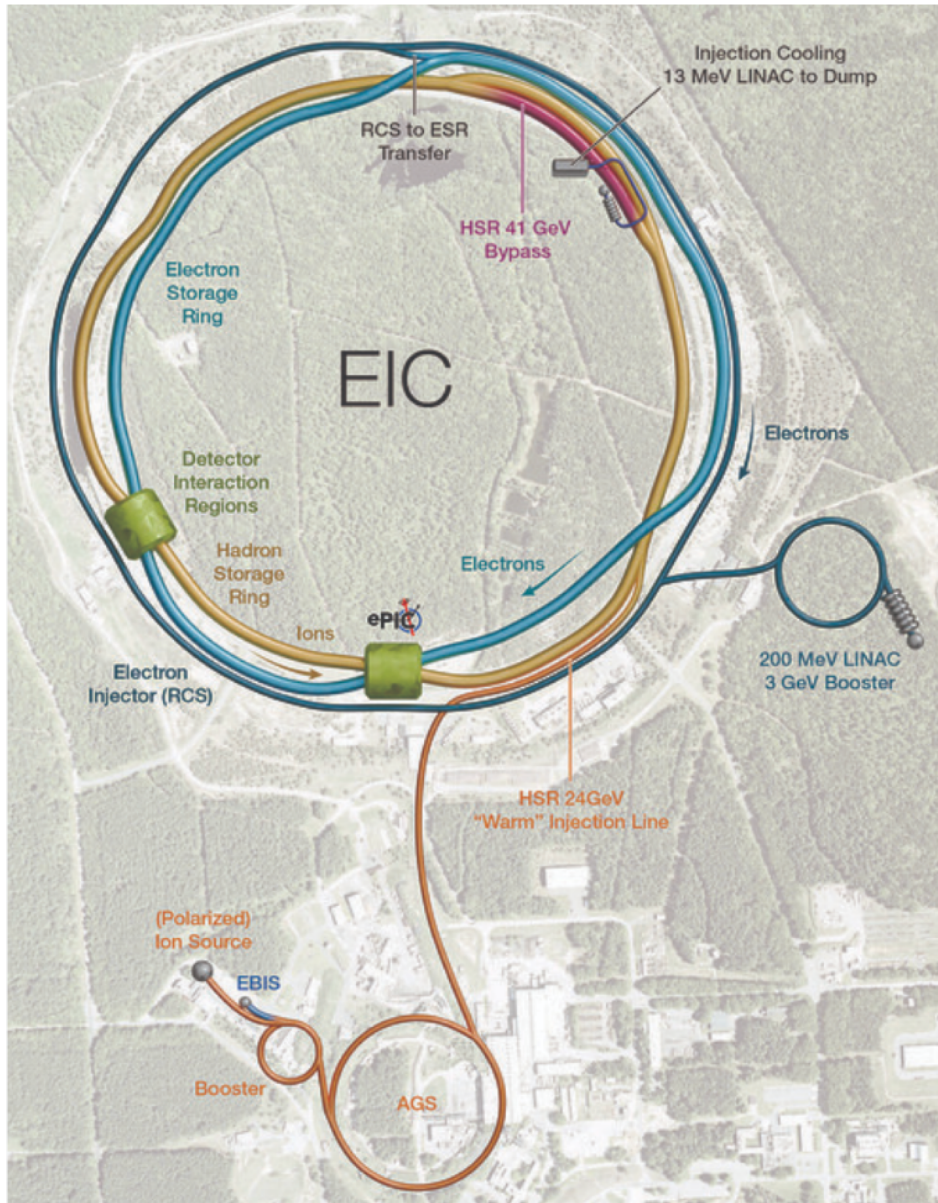 Injection Cooling
13 MeV LINAC to Dump
RCS to ESR
Transfer
HSR 41 GeV
Bypass
Electron
Storage
Ring
EIC
Electrons
Detector
Interaction
Regions
Hadron
Storage
Ring
Electrons
ePIC
Ions
Electron
Injector (RCS)
200 MeV LINAC
3 GeV Booster
HSR 24GeV
“Warm” Injection Line
(Polarized)
Ion Source
EBIS
Booster
AGS